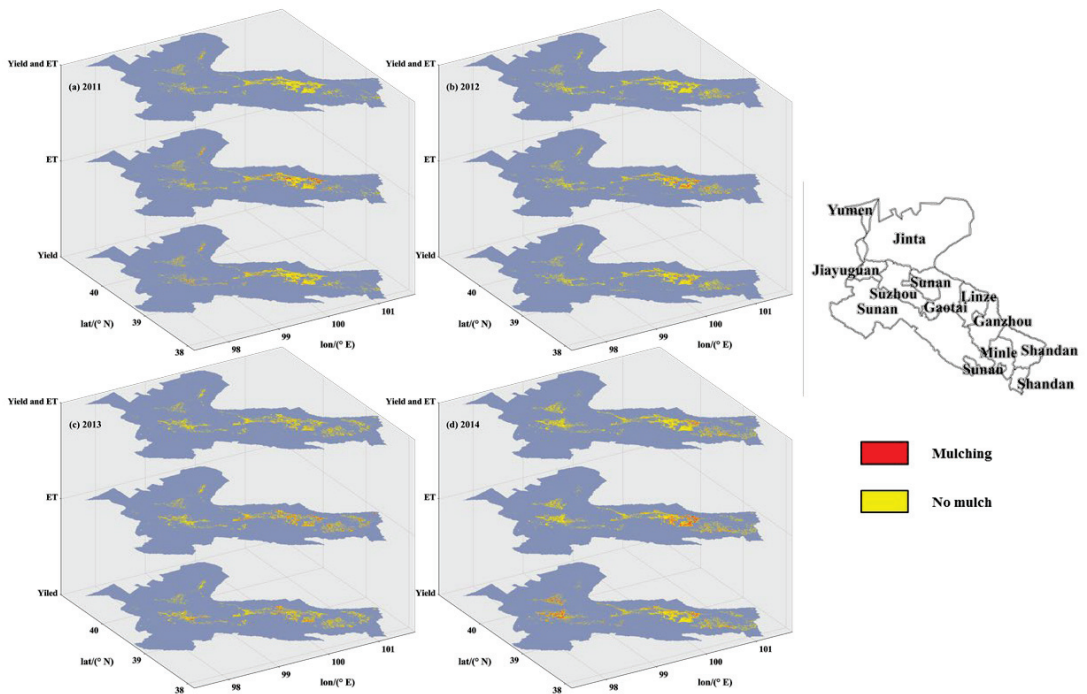 Yield and ET
(a) 2011
ET
Yield
40
39
38
lat/(° N)
98
99
100
101
lon/(° E)
Yield and ET
(b) 2012
ET
Yield
40
39
38
lat/(° N)
98
99
100
101
lon/(° E)
Yield and ET
(c) 2013
ET
Yiled
40
39
38
lat/(° N)
98
99
100
101
lon/(° E)
Yield and ET
(d) 2014
ET
Yield
40
39
38
lat/(° N)
98
99
100
101
lon/(° E)
Yumen
Jinta
Jiayuguan
Sunan
Suzhou
Linze
Sunan
Gaotai
Ganzhou
Minle
Shandan
Sunan
Shandan
Mulching
No mulch